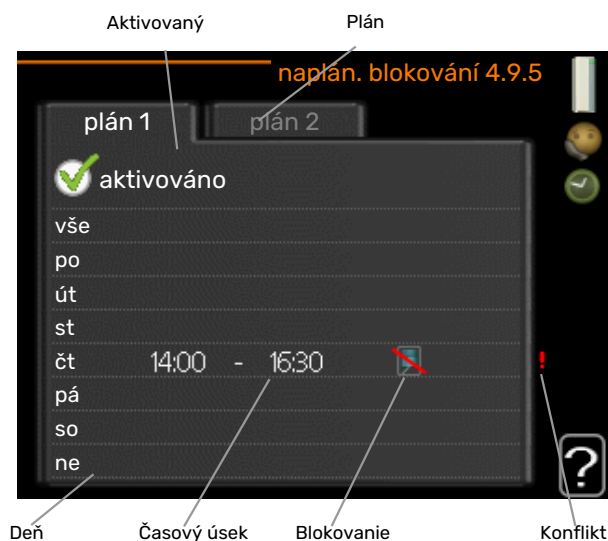 Aktivovaný Plán
naplán. blokování 4.9.5
plán 1 plán 2
aktivováno
vše
po
út
st
čt 14:00 - 16:30 !
pá
so
ne
?
Deň Časový úsek Blokovanie Konflikt